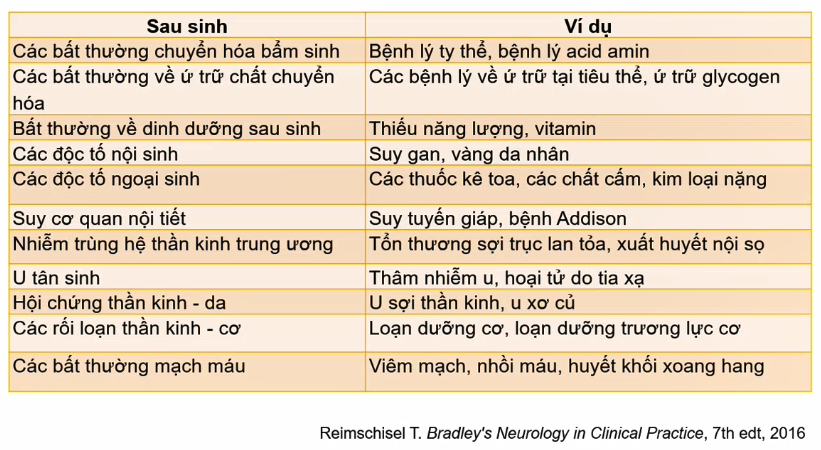 Sau sinh Ví dụ
Các bất thường chuyển hóa bẩm sinh Bệnh lý ty thể, bệnh lý acid amin
Các bất thường về ứ trữ chất chuyển Các bệnh lý về ứ trữ tại tiêu thể, ứ trữ glycogen
hóa
Bất thường về dinh dưỡng sau sinh Thiếu năng lượng, vitamin
Các độc tố nội sinh Suy gan, vàng da nhân
Các độc tố ngoại sinh Các thuốc kê toa, các chất cấm, kim loại nặng
Suy cơ quan nội tiết Suy tuyến giáp, bệnh Addison
Nhiễm trùng hệ thần kinh trung ương Tổn thương sợi trục lan tỏa, xuất huyết nội sọ
U tân sinh Thâm nhiễm u, hoại tử do tia xạ
Hội chứng thần kinh - da U sợi thần kinh, u xơ củ
Các rối loạn thần kinh - cơ Loạn dưỡng cơ, loạn dưỡng trương lực cơ
Các bất thường mạch máu Viêm mạch, nhồi máu, huyết khối xoang hang
Reimschisel T. Bradley's Neurology in Clinical Practice, 7th edt, 2016